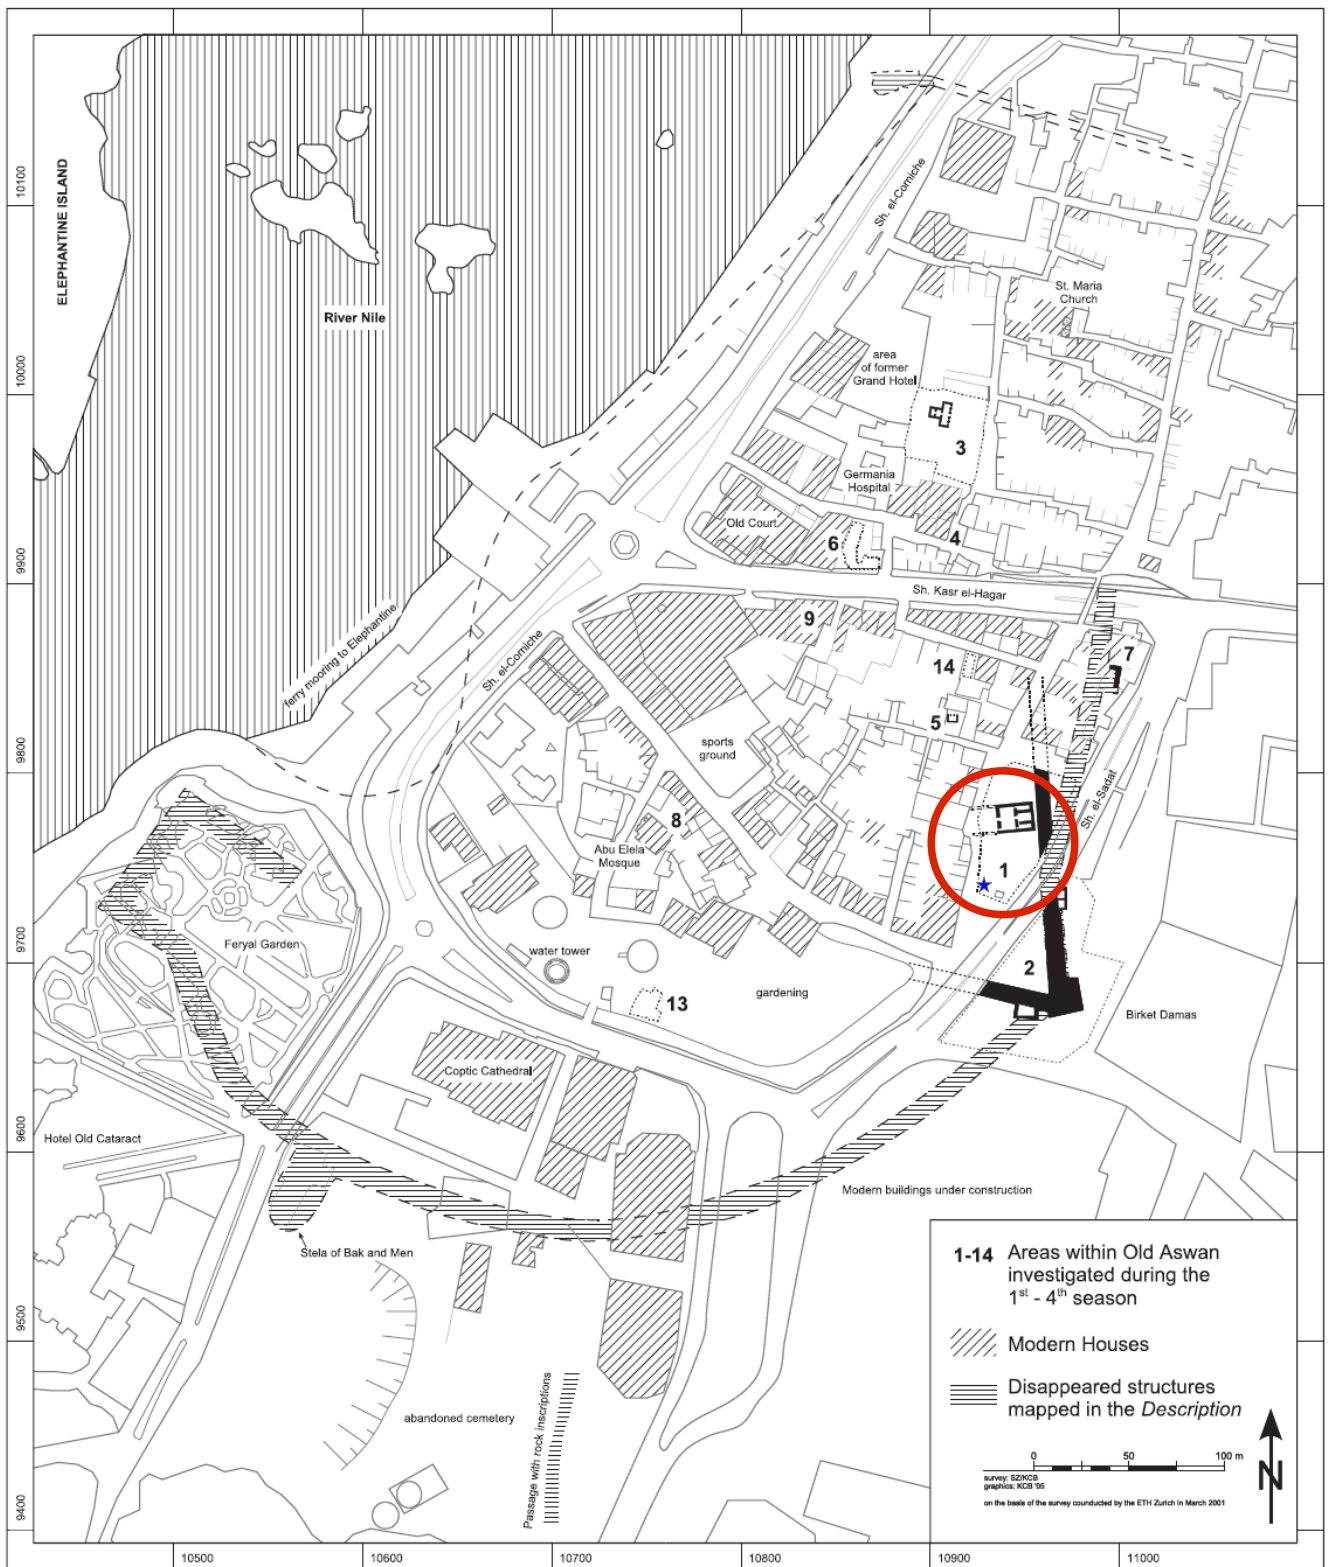 10100
10000
9900
9800
9700
9600
9500
9400
10500
10600
10700
10800
10900
11000
ELEPHANTINE ISLAND
River Nile
Sh. el-Corniche
St. Maria
Church
area
of former
Grand Hotel
3
Germania
Hospital
Old Court
6
4
Sh. Kasr el-Hagar
9
7
14
5
ferry mooring to Elephantine
Sh. el-Corniche
sports
ground
Sh. el-Sadat
8
Abu Elela
Mosque
1
Feryal Garden
water tower
2
13
gardening
Birket Damas
Coptic Cathedral
Hotel Old Cataract
Modern buildings under construction
Stela of Bak and Men
abandoned cemetery
Passage with rock inscriptions
1-14 Areas within Old Aswan
investigated during the
1st - 4th season
Modern Houses
Disappeared structures
mapped in the Description
0 50 100 m
survey: SZ/KCB
graphics: KCB '05
on the basis of the survey counducted by the ETH Zurich in March 2001
N